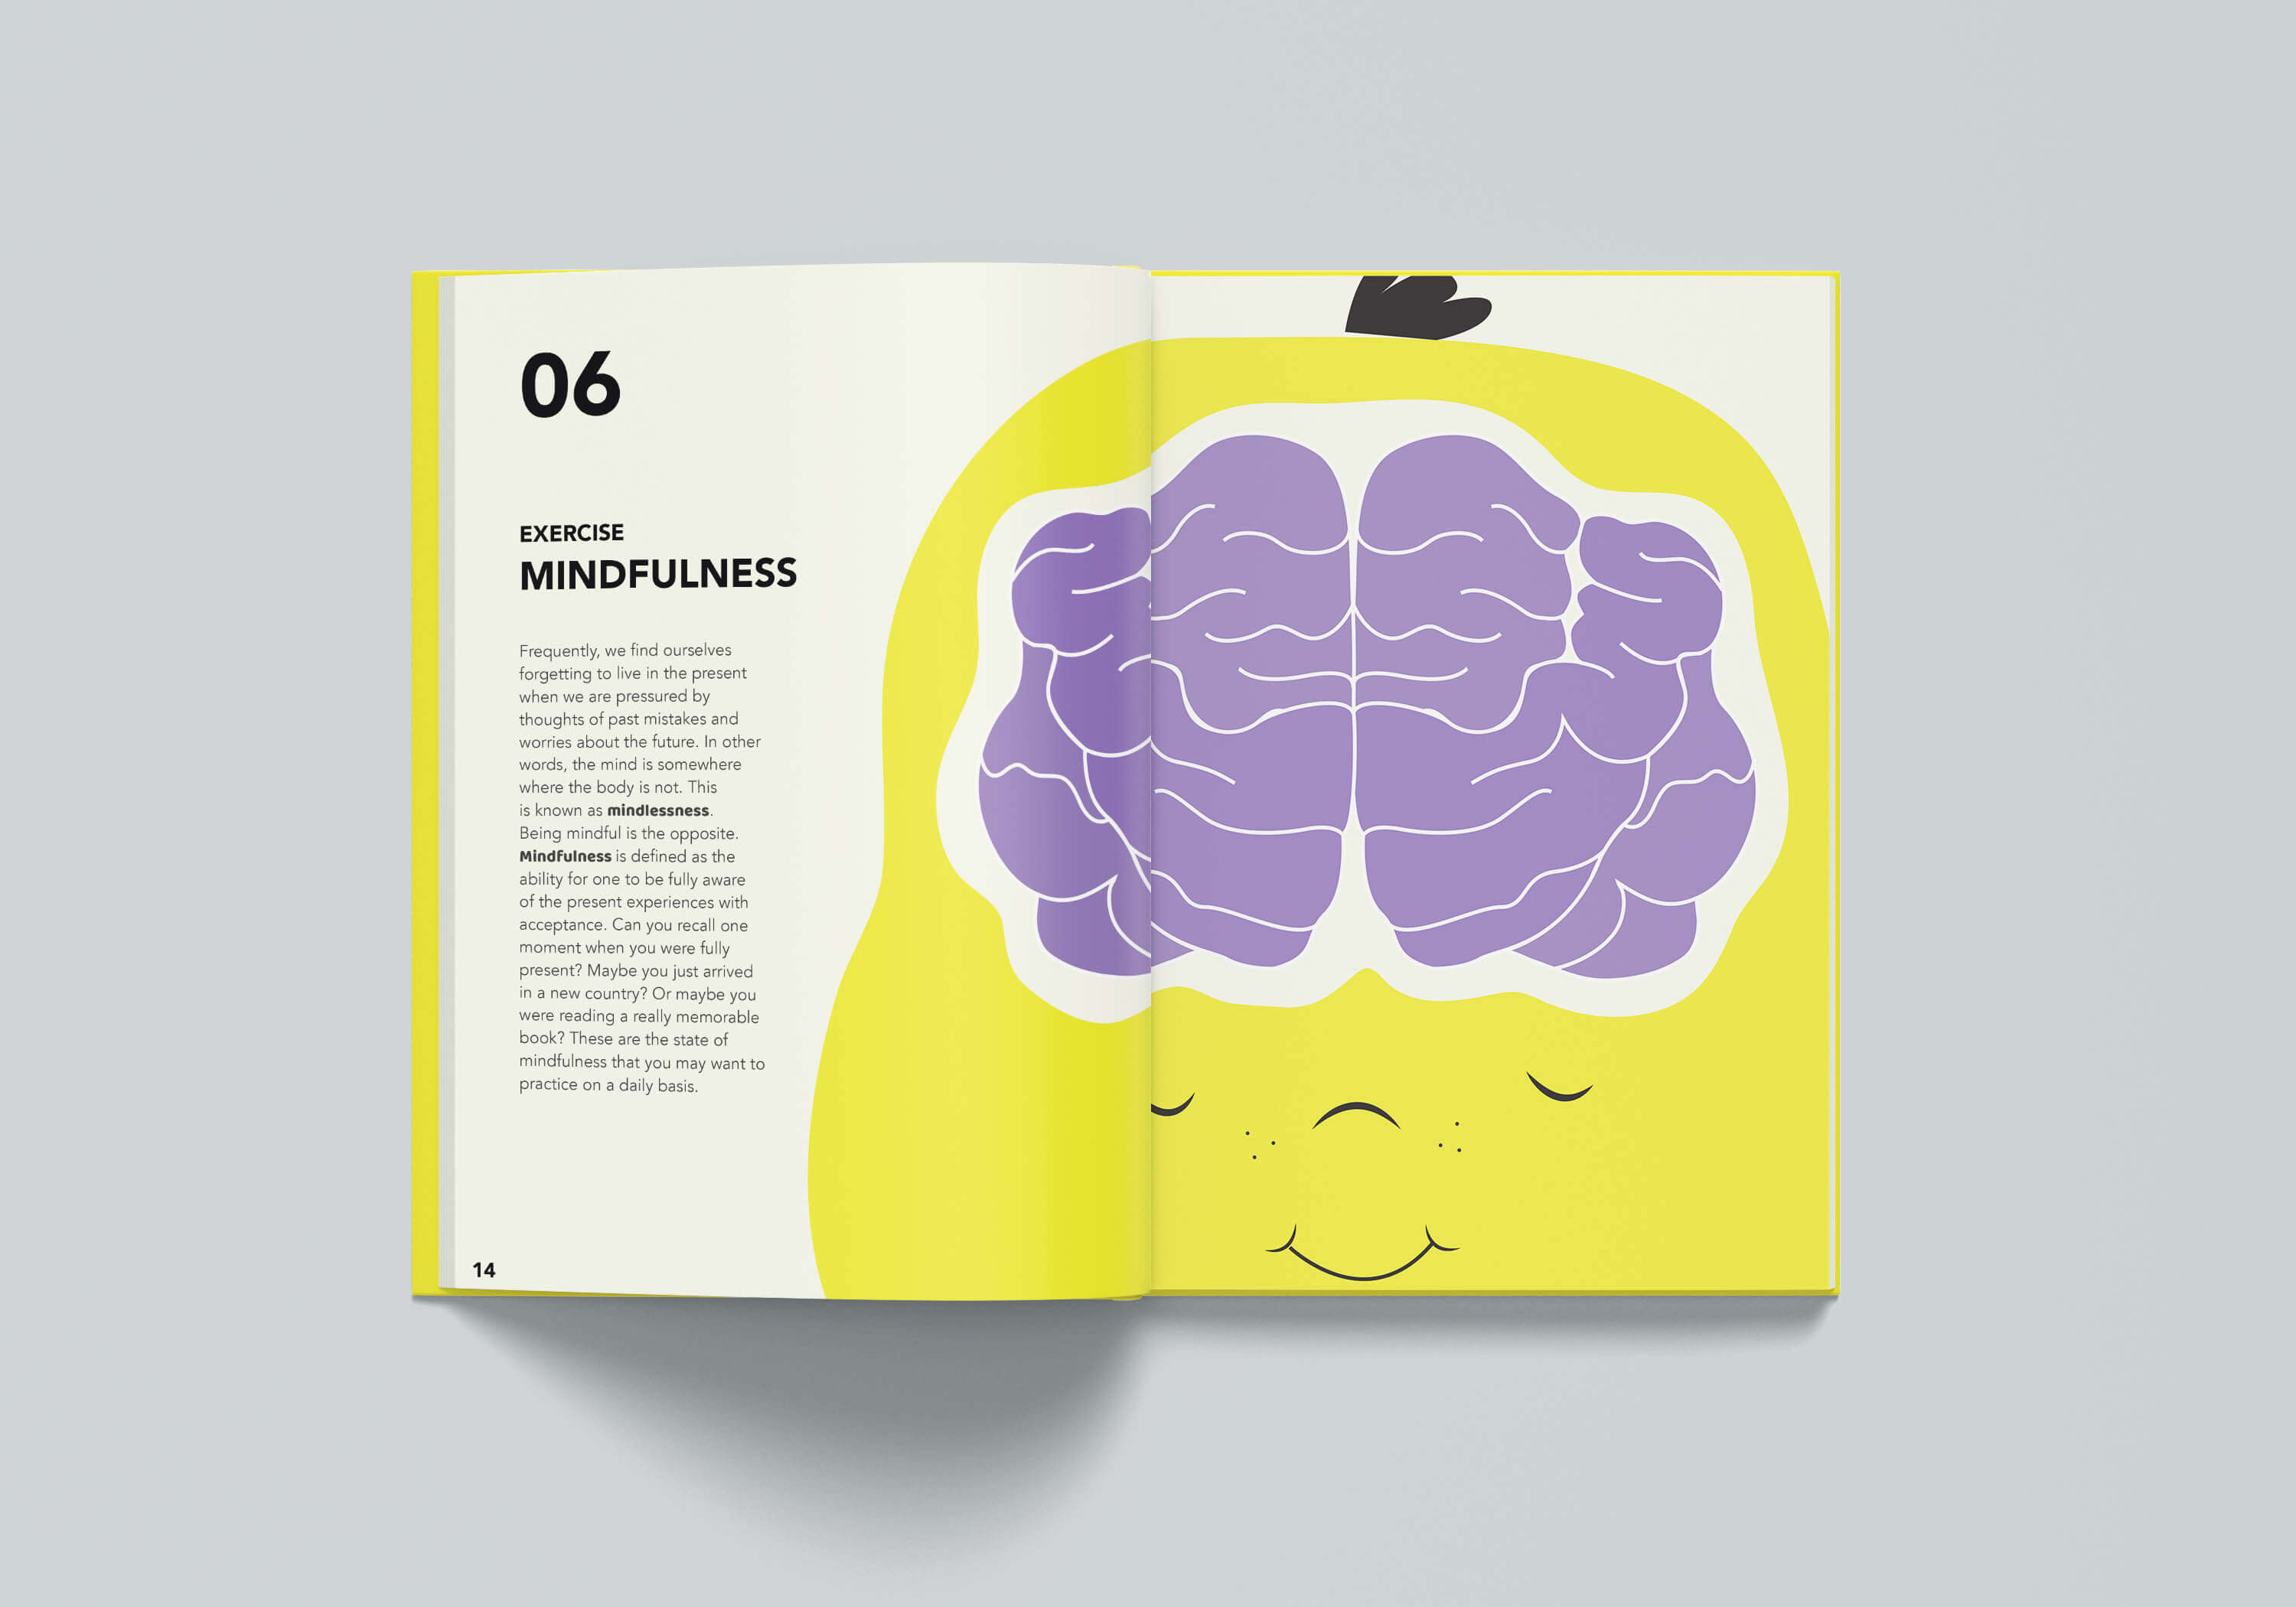 06
EXERCISE
MINDFULNESS
Frequently, we find ourselves
forgetting to live in the present
when we are pressured by
thoughts of past mistakes and
worries about the future. In other
words, the mind is somewhere
where the body is not. This
is known as mindlessness.
Being mindful is the opposite.
Mindfulness is defined as the
ability for one to be fully aware
of the present experiences with
acceptance. Can you recall one
moment when you were fully
present? Maybe you just arrived
in a new country? Or maybe you
were reading a really memorable
book? These are the state of
mindfulness that you may want to
practice on a daily basis.
14